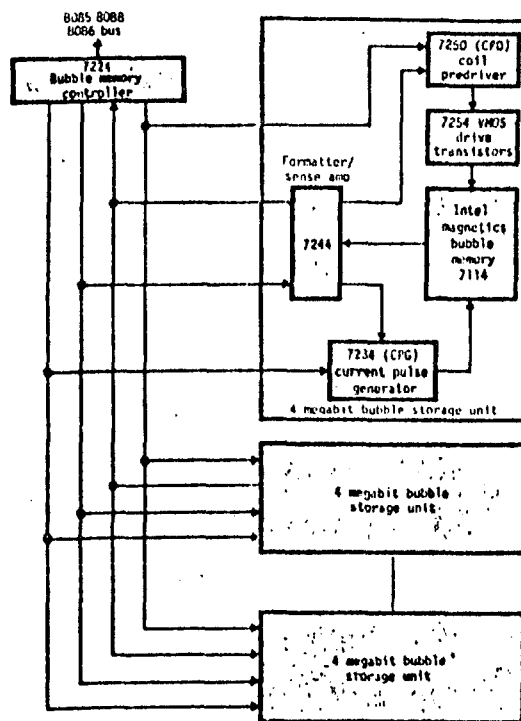 8085 8088
8086 bus
7224
Bubble memory
controller
7250 (CPD)
coil
predriver
7254 VMOS
drive
transistors
Formatter/
sense amp
7244
Intel
magnetics
bubble
memory
7114
7234 (CPG)
current pulse
generator
4 megabit bubble storage unit
4 megabit bubble
storage unit
4 megabit bubble
storage unit